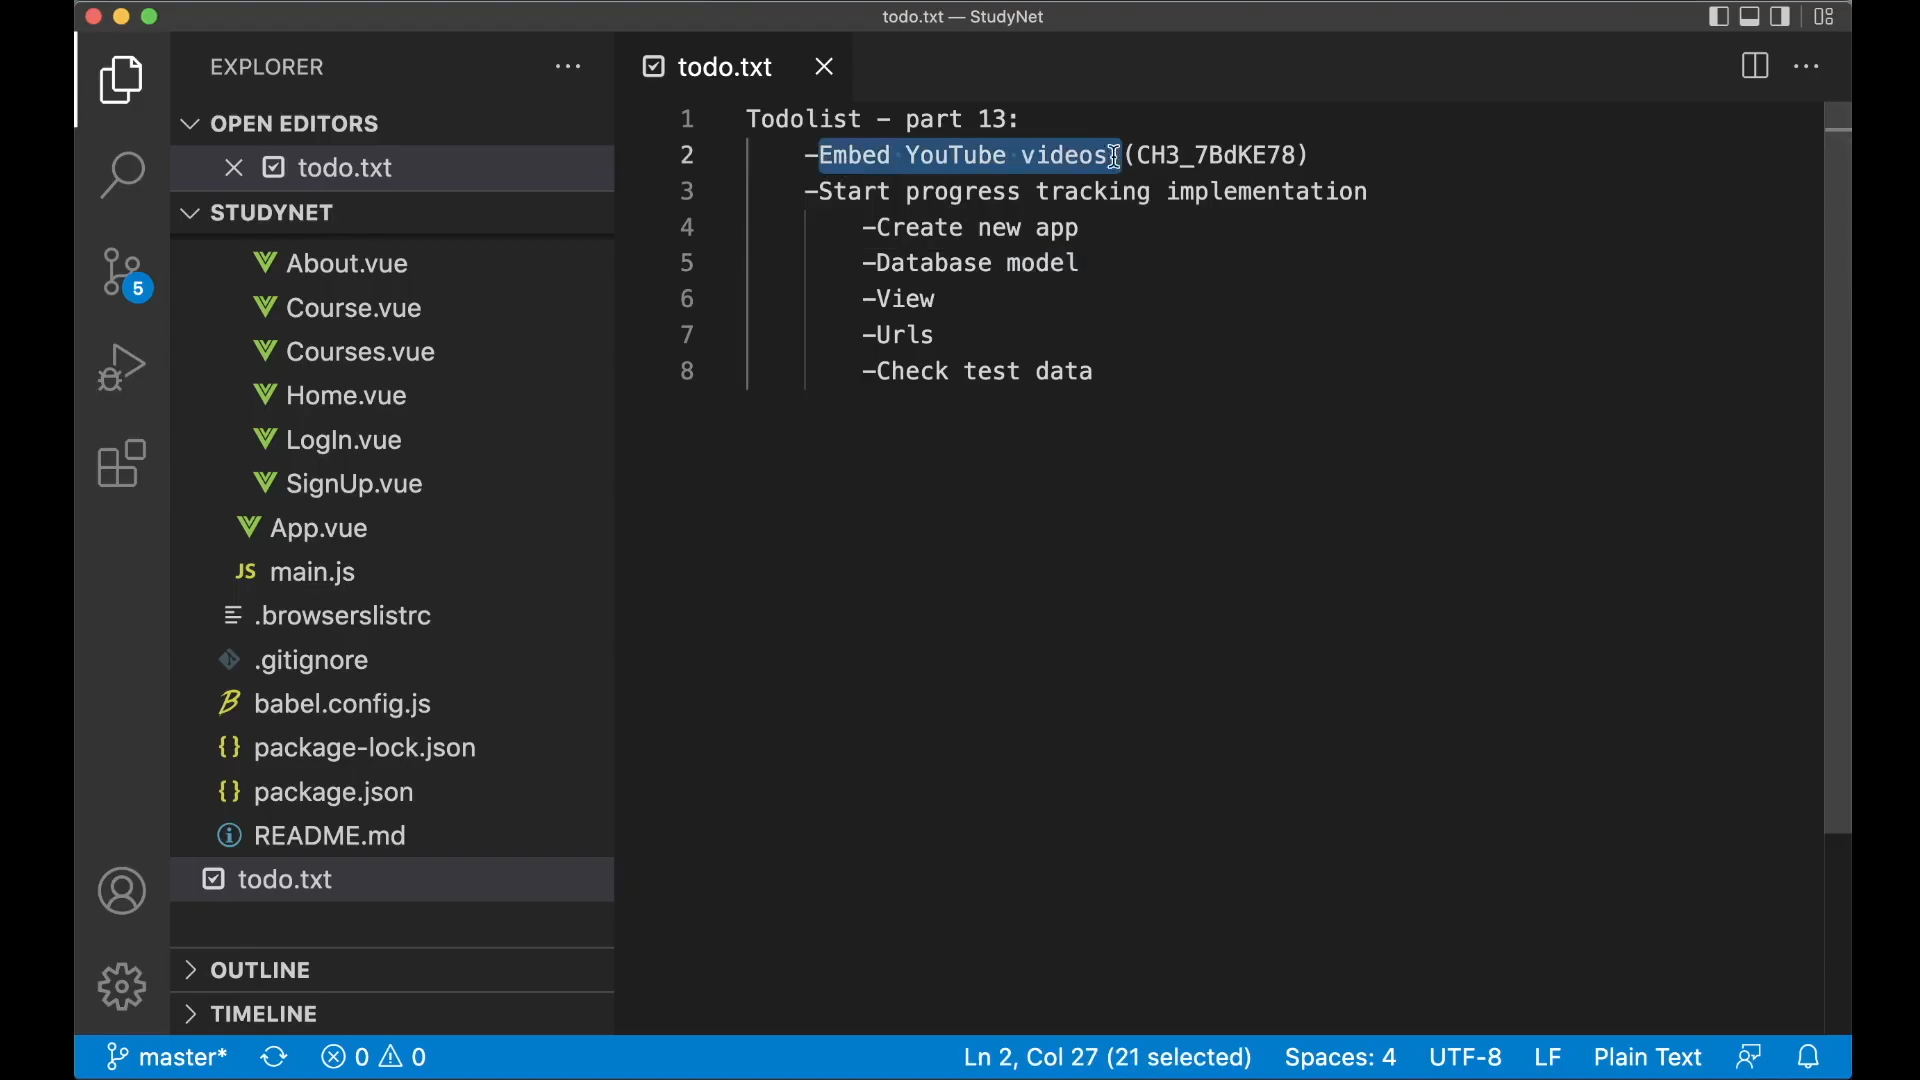 todo.txt — StudyNet
EXPLORER
OPEN EDITORS
todo.txt
STUDYNET
About.vue
Course.vue
Courses.vue
Home.vue
LogIn.vue
SignUp.vue
App.vue
JS main.js
.browserslistrc
.gitignore
babel.config.js
{} package-lock.json
{} package.json
README.md
todo.txt
OUTLINE
TIMELINE
5
todo.txt
1 Todolist - part 13:
2 -Embed YouTube videos (CH3_7BdKE78)
3 -Start progress tracking implementation
4 -Create new app
5 -Database model
6 -View
7 -Urls
8 -Check test data
master* 0 0 Ln 2, Col 27 (21 selected) Spaces: 4 UTF-8 LF Plain Text